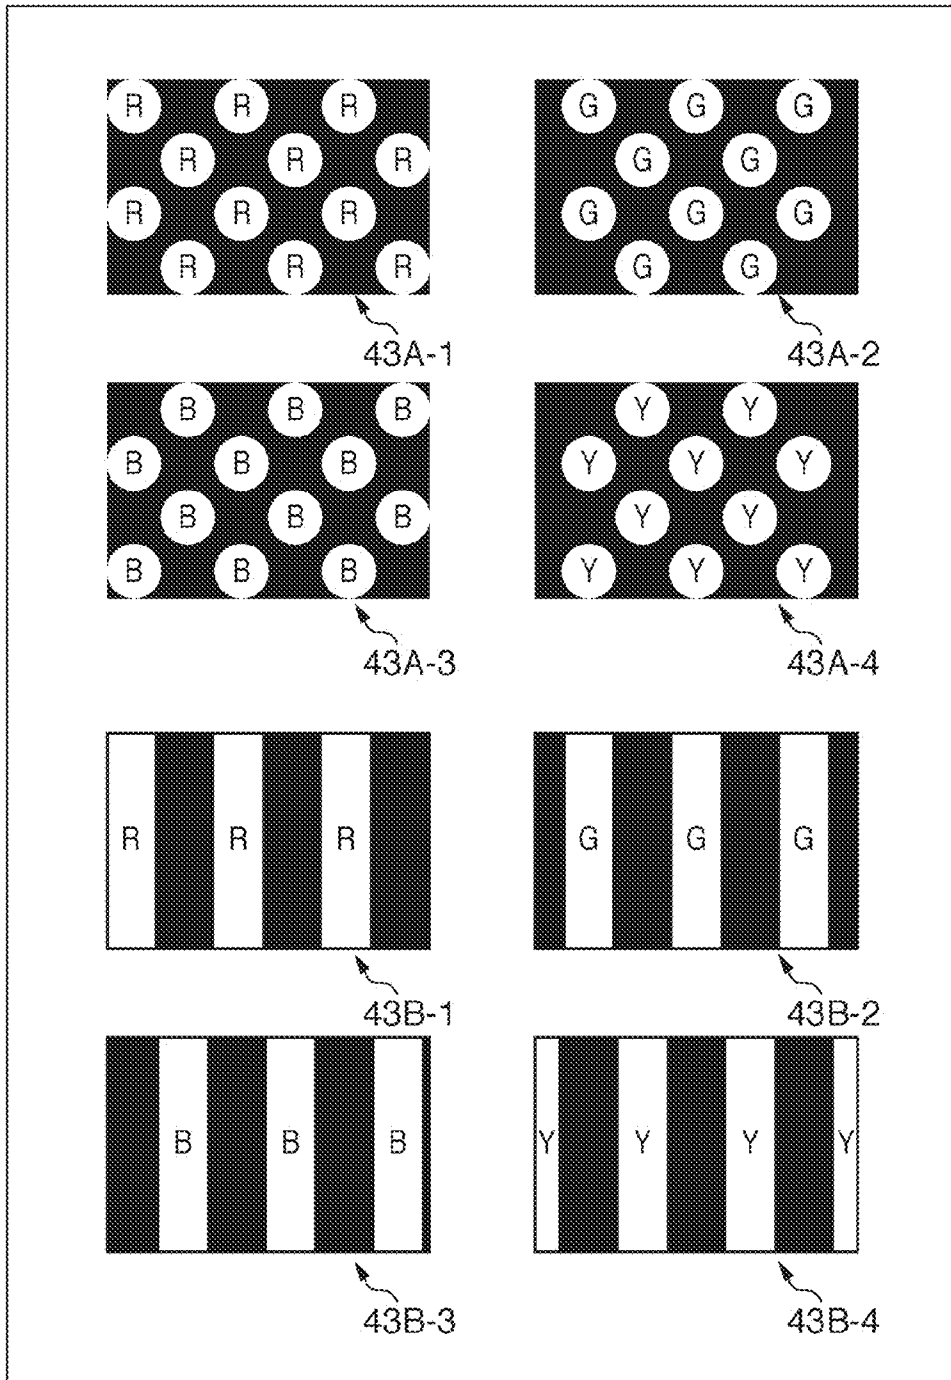 R R R
R R R
R R R
R R R
43A-1
G G G
G G
G G G
G G
43A-2
B B B
B B B
B B B
B B B
43A-3
Y Y
Y Y Y
Y Y
Y Y Y
43A-4
R R R
43B-1
G G G
43B-2
B B B
43B-3
Y Y Y Y
43B-4